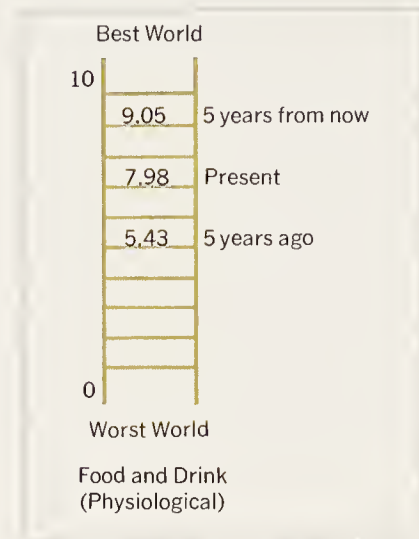 Best World
10
9.05 5 years from now
7.98 Present
5.43 5 years ago
0
Worst World
Food and Drink
(Physiological)